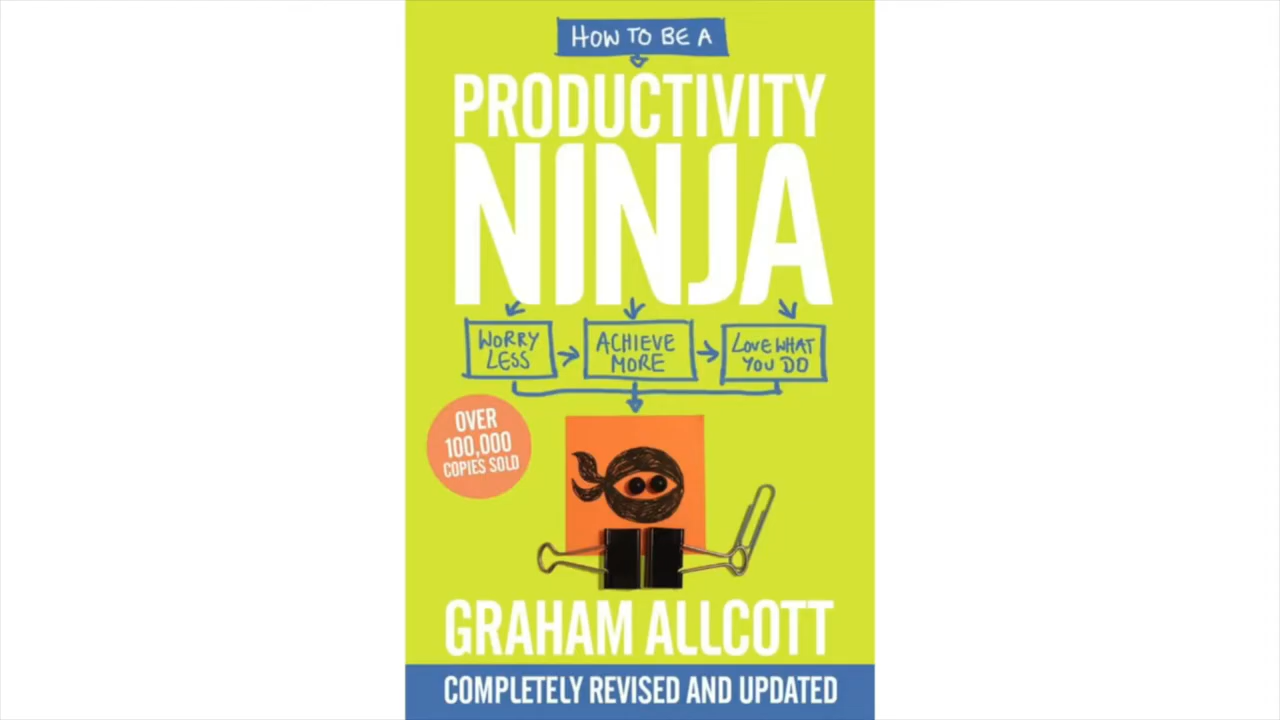 HOW TO BE A
PRODUCTIVITY
NINJA
WORRY
LESS
ACHIEVE
MORE
LOVE WHAT
YOU DO
OVER
100,000
COPIES SOLD
GRAHAM ALLCOTT
COMPLETELY REVISED AND UPDATED